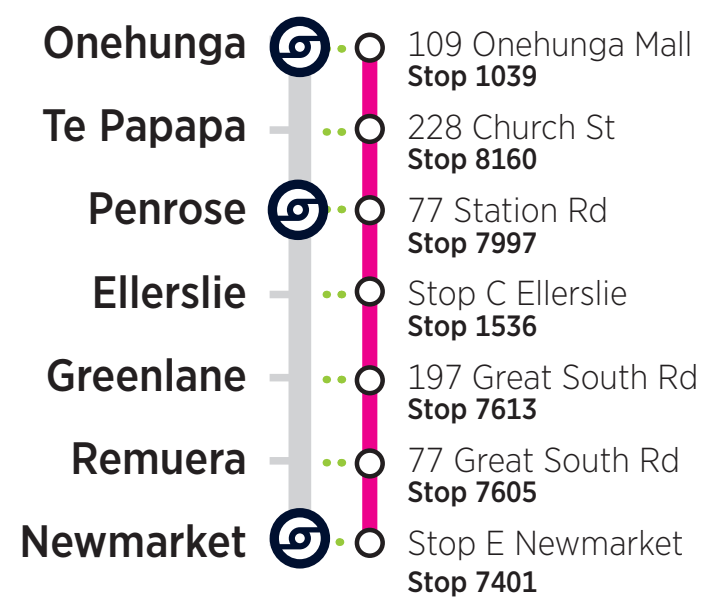 Onehunga
109 Onehunga Mall
Stop 1039
Te Papapa
228 Church St
Stop 8160
Penrose
77 Station Rd
Stop 7997
Ellerslie
Stop C Ellerslie
Stop 1536
Greenlane
197 Great South Rd
Stop 7613
Remuera
77 Great South Rd
Stop 7605
Newmarket
Stop E Newmarket
Stop 7401